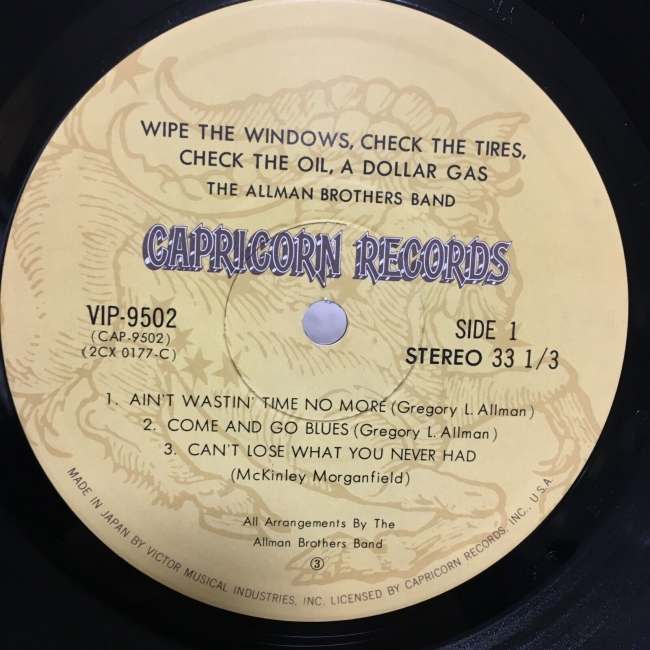 WIPE THE WINDOWS, CHECK THE TIRES,
CHECK THE OIL, A DOLLAR GAS
THE ALLMAN BROTHERS BAND
CAPRICORN RECORDS
VIP-9502
(CAP-9502)
(2CX 0177-C)
SIDE 1
STEREO 33 1/3
1. AIN'T WASTIN' TIME NO MORE (Gregory L. Allman)
2. COME AND GO BLUES (Gregory L. Allman)
3. CAN'T LOSE WHAT YOU NEVER HAD
(McKinley Morganfield)
All Arrangements By The
Allman Brothers Band
③
MADE IN JAPAN BY VICTOR MUSICAL INDUSTRIES, INC. LICENSED BY CAPRICORN RECORDS, INC., U.S.A.